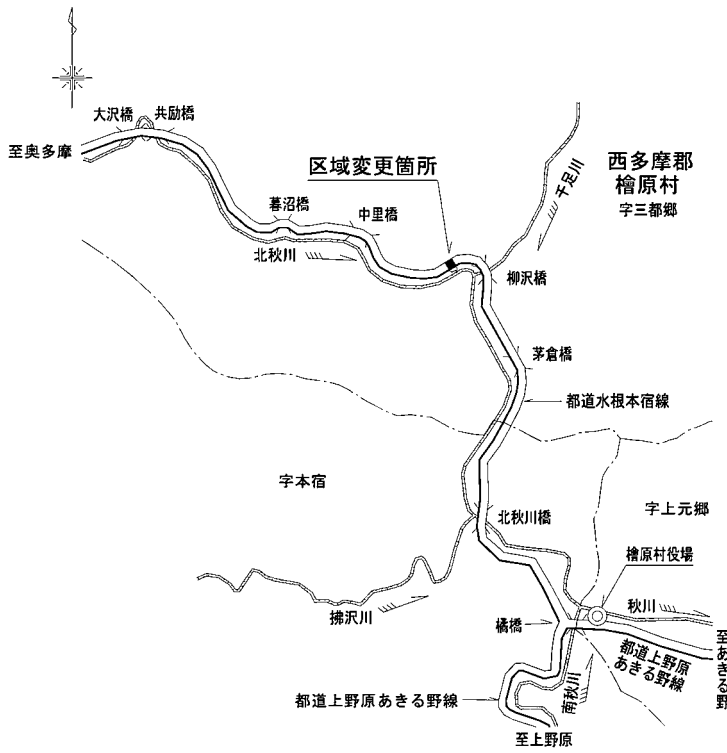 大沢橋
共励橋
至奥多摩
区域変更箇所
西多摩郡
檜原村
字三都郷
千足川
暮沼橋
中里橋
北秋川
柳沢橋
茅倉橋
都道水根本宿線
字本宿
北秋川橋
字上元郷
檜原村役場
秋川
払沢川
橘橋
都道上野原
あきる野線
至あきる野
南秋川
都道上野原あきる野線
至上野原